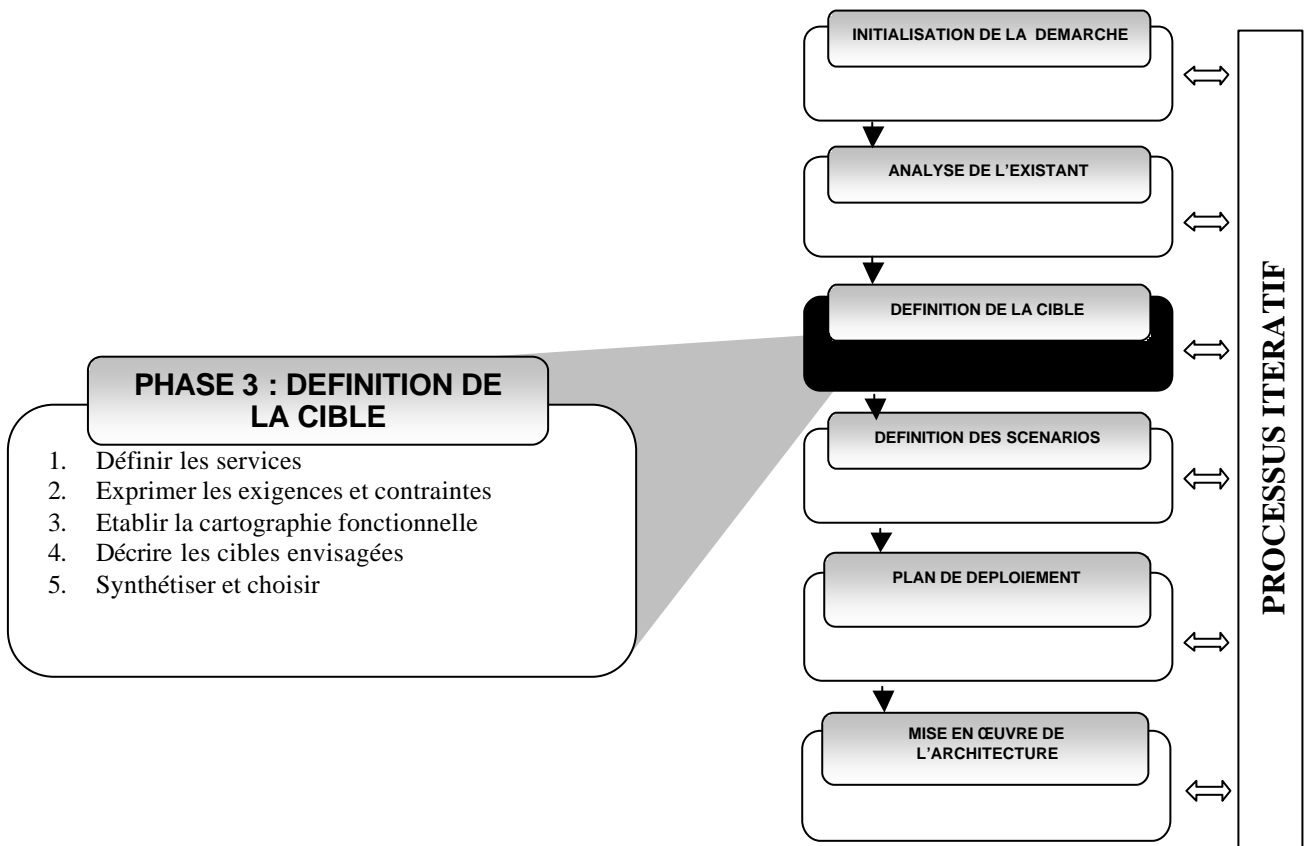 INITIALISATION DE LA DEMARCHE
ANALYSE DE L'EXISTANT
DEFINITION DE LA CIBLE
PHASE 3 : DEFINITION DE
LA CIBLE
1. Définir les services
2. Exprimer les exigences et contraintes
3. Etablir la cartographie fonctionnelle
4. Décrire les cibles envisagées
5. Synthétiser et choisir
DEFINITION DES SCENARIOS
PLAN DE DEPLOIEMENT
MISE EN ŒUVRE DE
L'ARCHITECTURE
PROCESSUS ITERATIF